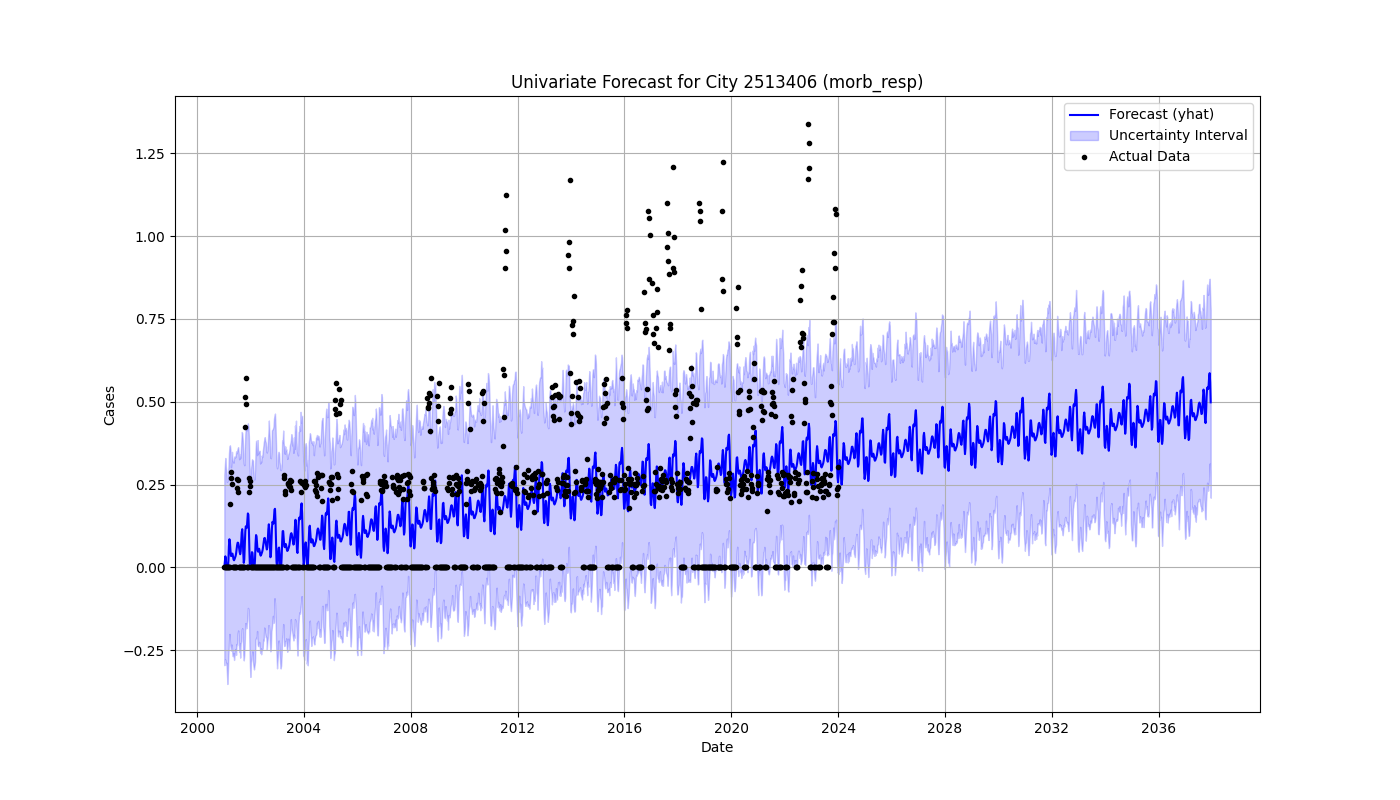 Univariate Forecast for City 2513406 (morb_resp)
Forecast (yhat)
Uncertainty Interval
Actual Data
1.25
1.00
0.75
0.50
0.25
0.00
−0.25
Cases
2000 2004 2008 2012 2016 2020 2024 2028 2032 2036
Date